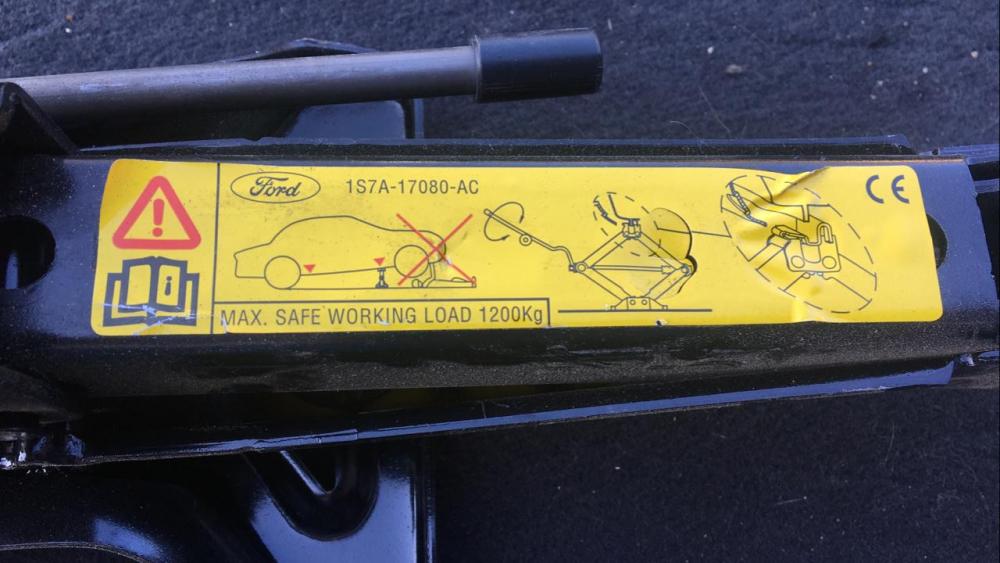 Ford 1S7A-17080-AC CE
i
MAX. SAFE WORKING LOAD 1200Kg